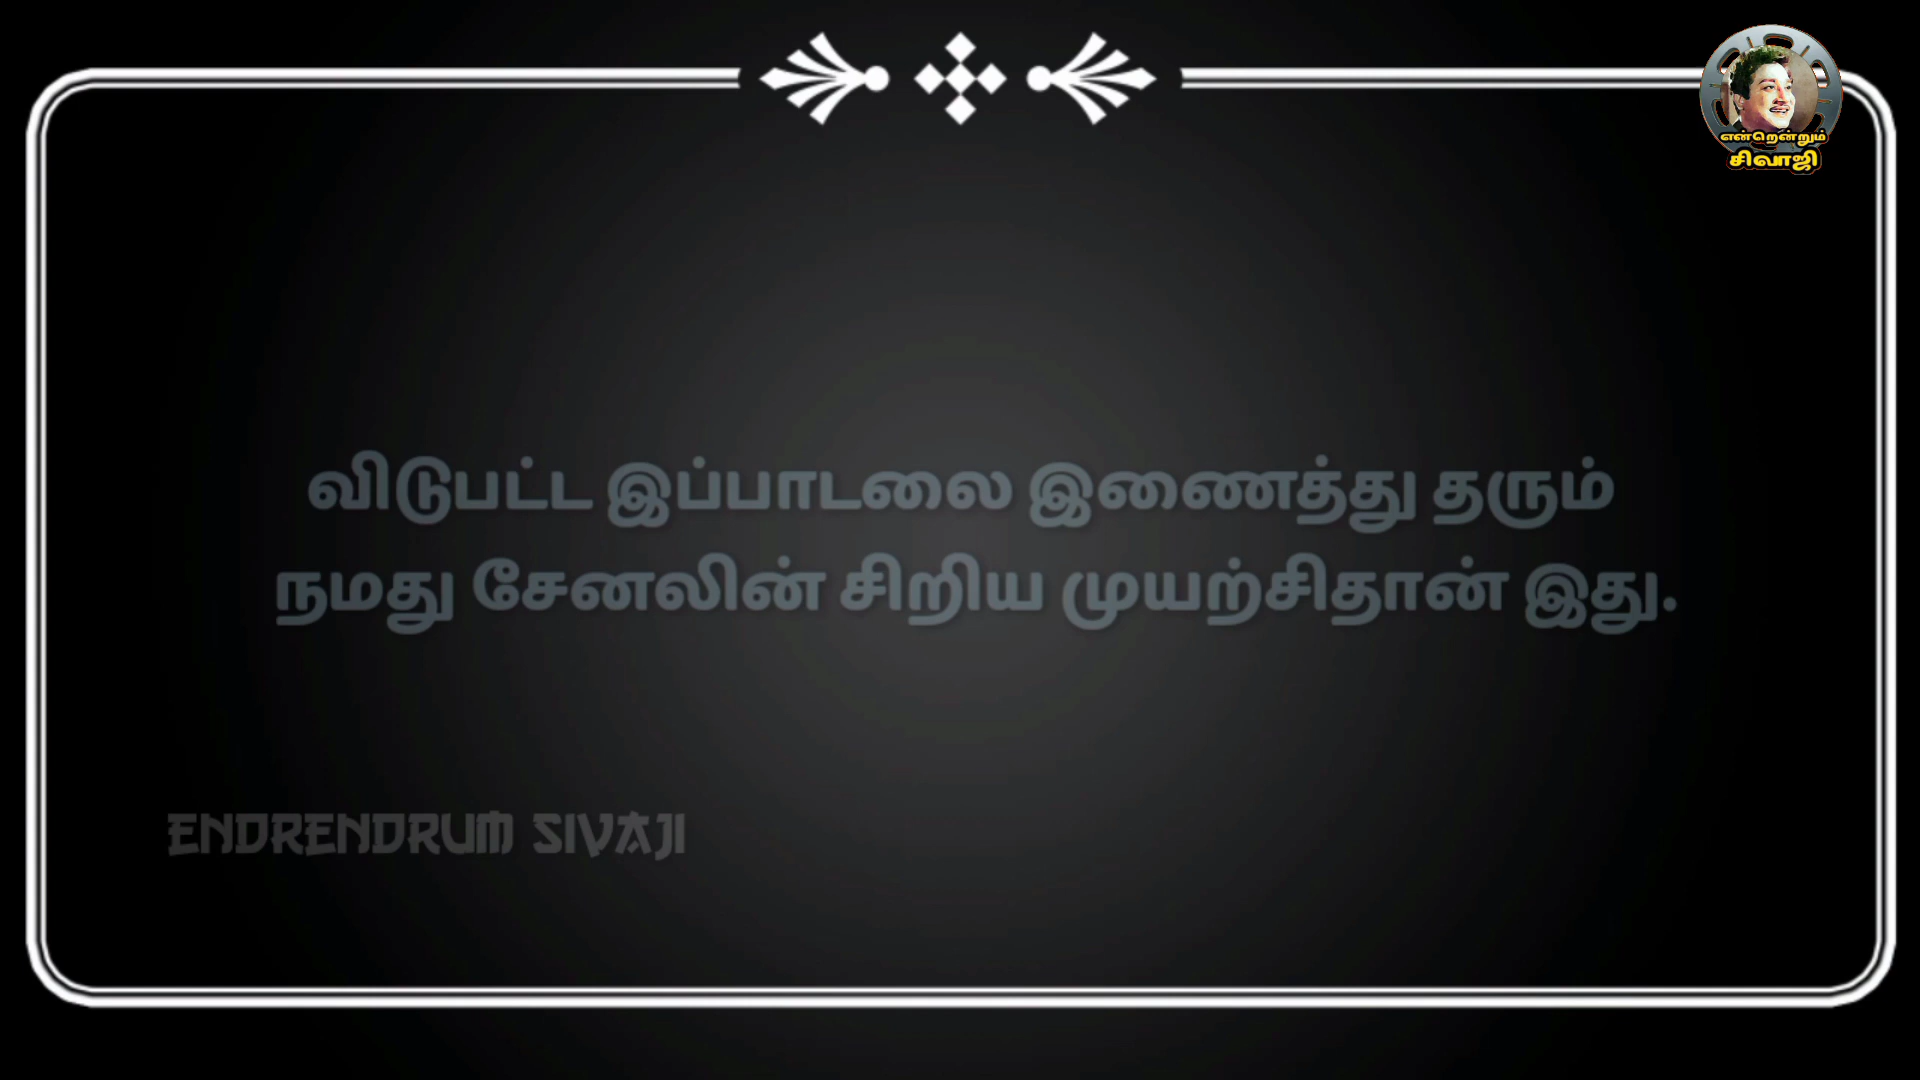 என்றென்றும்
சிவாஜி
விடுபட்ட இப்பாடலை இணைத்து தரும்
நமது சேனலின் சிறிய முயற்சிதான் இது.
ENDRENDRUM SIVAJI